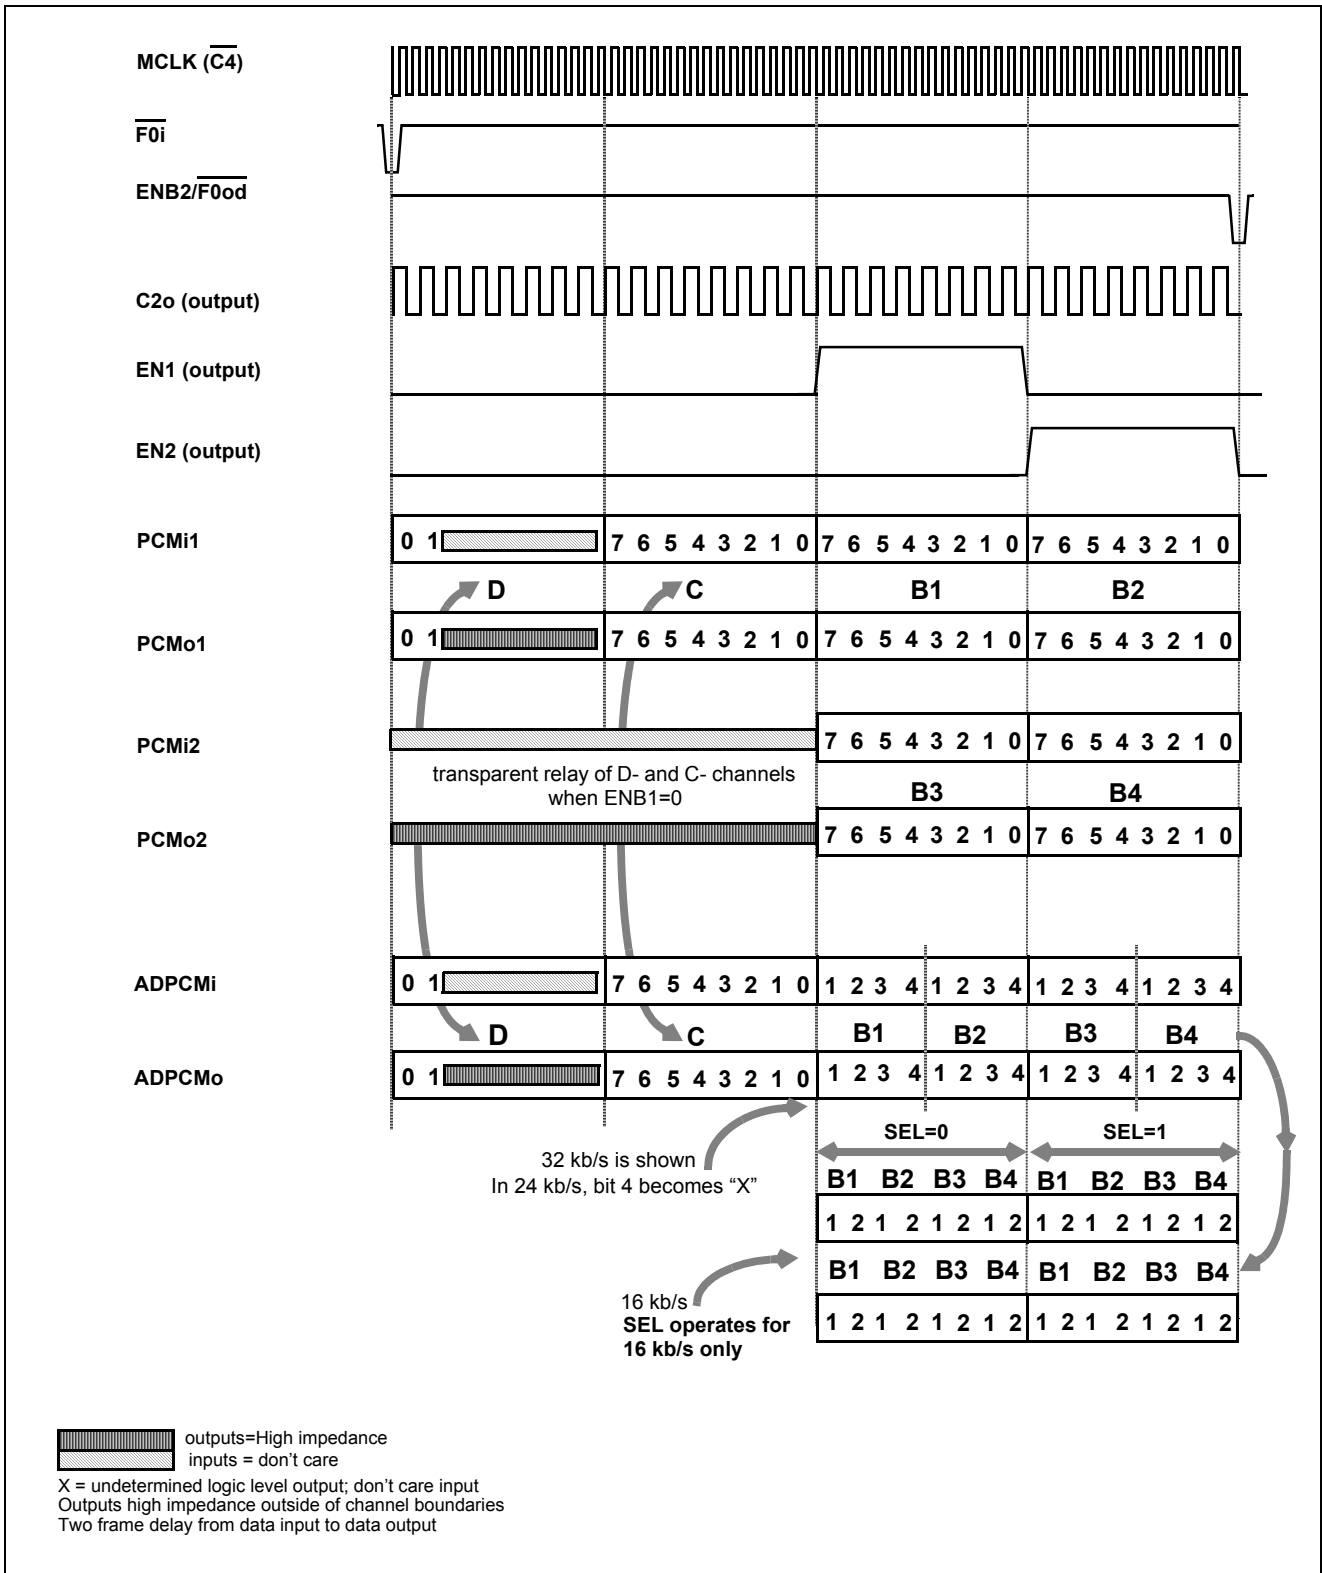 MCLK (C4)
F0i
ENB2/F0od
C2o (output)
EN1 (output)
EN2 (output)
PCMi1
0 1 7 6 5 4 3 2 1 0 7 6 5 4 3 2 1 0 7 6 5 4 3 2 1 0
D C B1 B2
PCMo1
0 1 7 6 5 4 3 2 1 0 7 6 5 4 3 2 1 0 7 6 5 4 3 2 1 0
PCMi2
7 6 5 4 3 2 1 0 7 6 5 4 3 2 1 0
transparent relay of D- and C- channels
when ENB1=0
B3 B4
PCMo2
7 6 5 4 3 2 1 0 7 6 5 4 3 2 1 0
ADPCMi
0 1 7 6 5 4 3 2 1 0 1 2 3 4 1 2 3 4 1 2 3 4 1 2 3 4
D C B1 B2 B3 B4
ADPCMo
0 1 7 6 5 4 3 2 1 0 1 2 3 4 1 2 3 4 1 2 3 4 1 2 3 4
SEL=0 SEL=1
32 kb/s is shown
In 24 kb/s, bit 4 becomes “X”
B1 B2 B3 B4 B1 B2 B3 B4
1 2 1 2 1 2 1 2 1 2 1 2 1 2 1 2
B1 B2 B3 B4 B1 B2 B3 B4
16 kb/s
SEL operates for
16 kb/s only
1 2 1 2 1 2 1 2 1 2 1 2 1 2 1 2
outputs=High impedance
inputs = don’t care
X = undetermined logic level output; don’t care input
Outputs high impedance outside of channel boundaries
Two frame delay from data input to data output